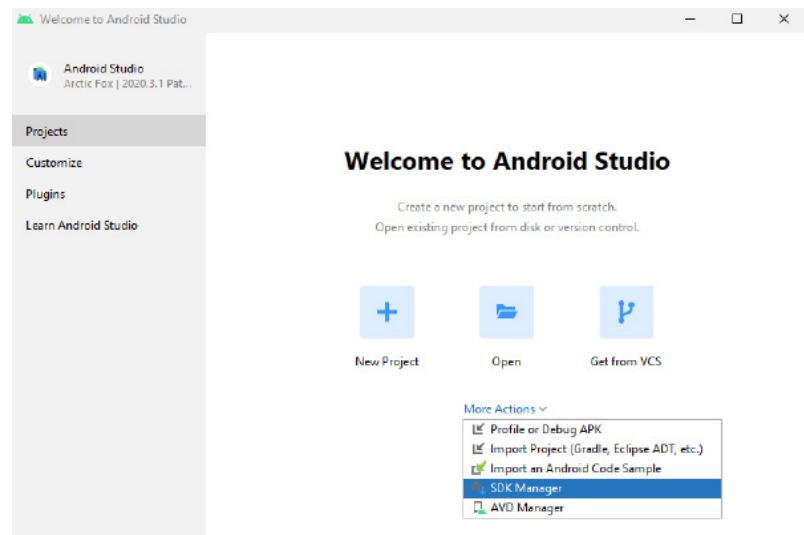 Welcome to Android Studio
Android Studio
Arctic Fox | 2020.3.1 Pat...
Projects
Customize
Plugins
Learn Android Studio
Welcome to Android Studio
Create a new project to start from scratch.
Open existing project from disk or version control.
New Project
Open
Get from VCS
More Actions
Profile or Debug APK
Import Project (Gradle, Eclipse ADT, etc.)
Import an Android Code Sample
SDK Manager
AVD Manager